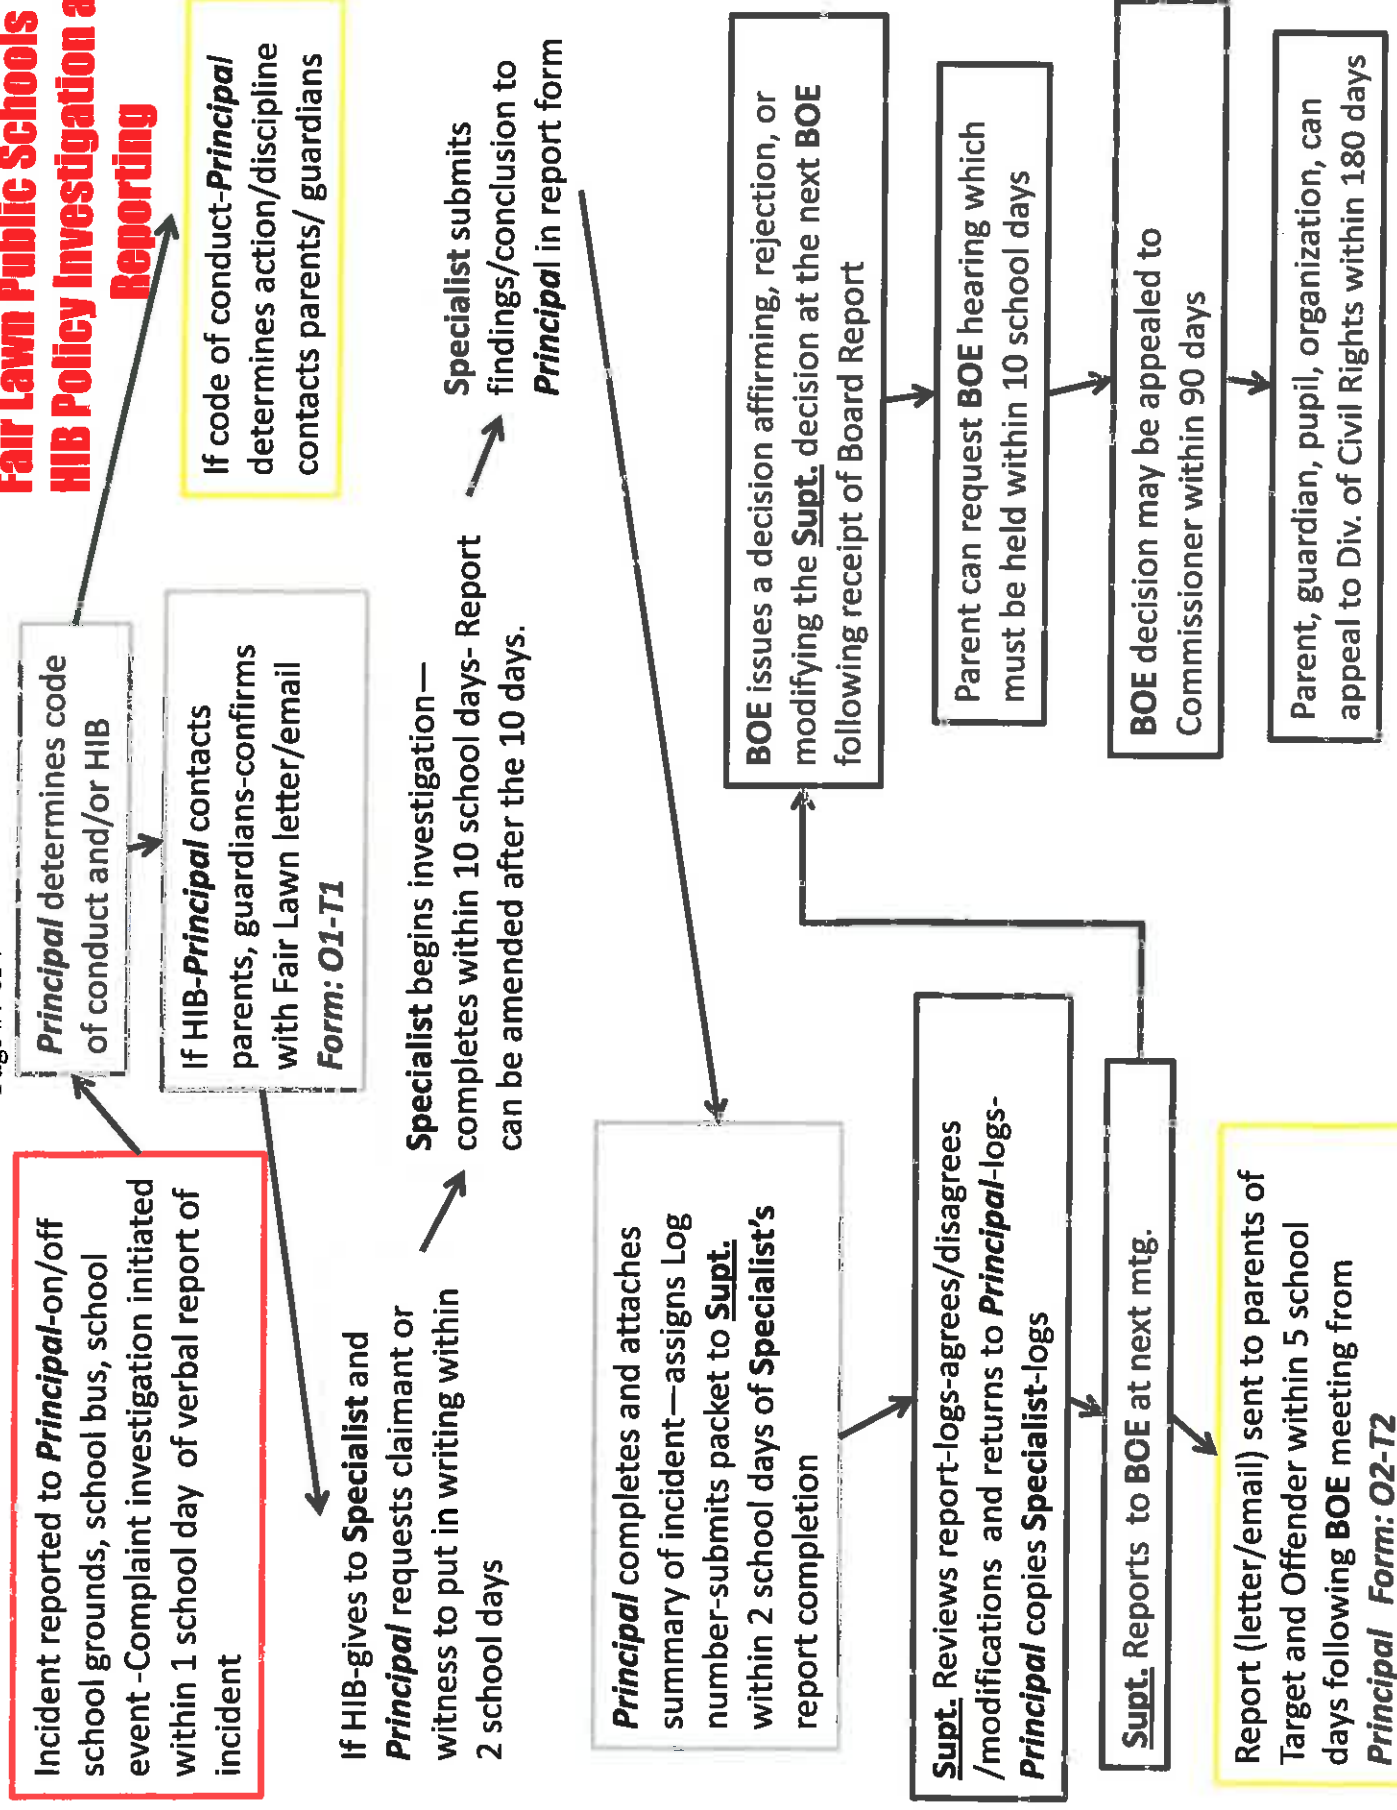 Fair Lawn Public Schools
HIB Policy Investigation a
Reporting
Incident reported to Principal-on/off
school grounds, school bus, school
event -Complaint investigation initiated
within 1 school day of verbal report of
incident
Principal determines code
of conduct and/or HIB
If code of conduct-Principal
determines action/discipline
contacts parents/ guardians
If HIB-Principal contacts
parents, guardians-confirms
with Fair Lawn letter/email
Form: O1-T1
If HIB-gives to Specialist and
Principal requests claimant or
witness to put in writing within
2 school days
Specialist begins investigation—
completes within 10 school days- Report
can be amended after the 10 days.
Specialist submits
findings/conclusion to
Principal in report form
Principal completes and attaches
summary of incident—assigns Log
number-submits packet to Supt.
within 2 school days of Specialist's
report completion
Supt. Reviews report-logs-agrees/disagrees
/modifications and returns to Principal-logs-
Principal copies Specialist-logs
Supt. Reports to BOE at next mtg.
Report (letter/email) sent to parents of
Target and Offender within 5 school
days following BOE meeting from
Principal Form: O2-T2
BOE issues a decision affirming, rejection, or
modifying the Supt. decision at the next BOE
following receipt of Board Report
Parent can request BOE hearing which
must be held within 10 school days
BOE decision may be appealed to
Commissioner within 90 days
Parent, guardian, pupil, organization, can
appeal to Div. of Civil Rights within 180 days